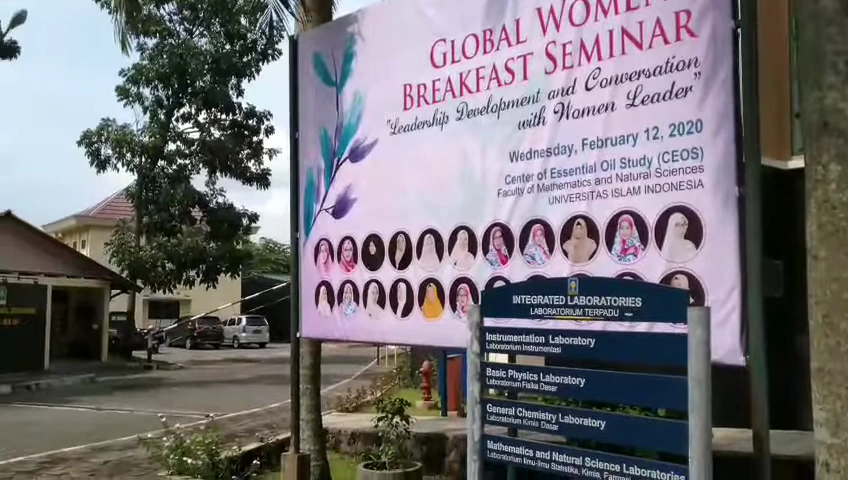 GLOBAL WOMEN
BREAKFAST SEMINAR
"Leadership Development and Conversation
with Women Leader"
Wednesday, February 12, 2020
Center of Essential Oil Study (CEOS)
Faculty of Mathematics and Natural Sciences
UNIVERSITAS ISLAM INDONESIA
INTEGRATED LABORATORIES
LABORATORIUM TERPADU
Instrumentation Laboratory
Laboratorium Instrumentasi
Basic Physics Laboratory
Laboratorium Fisika Dasar
General Chemistry Laboratory
Laboratorium Kimia Dasar
Mathematics and Natural Science Laboratories
Laboratorium Ilmu-Ilmu Statistika, Kimia, Farmasi